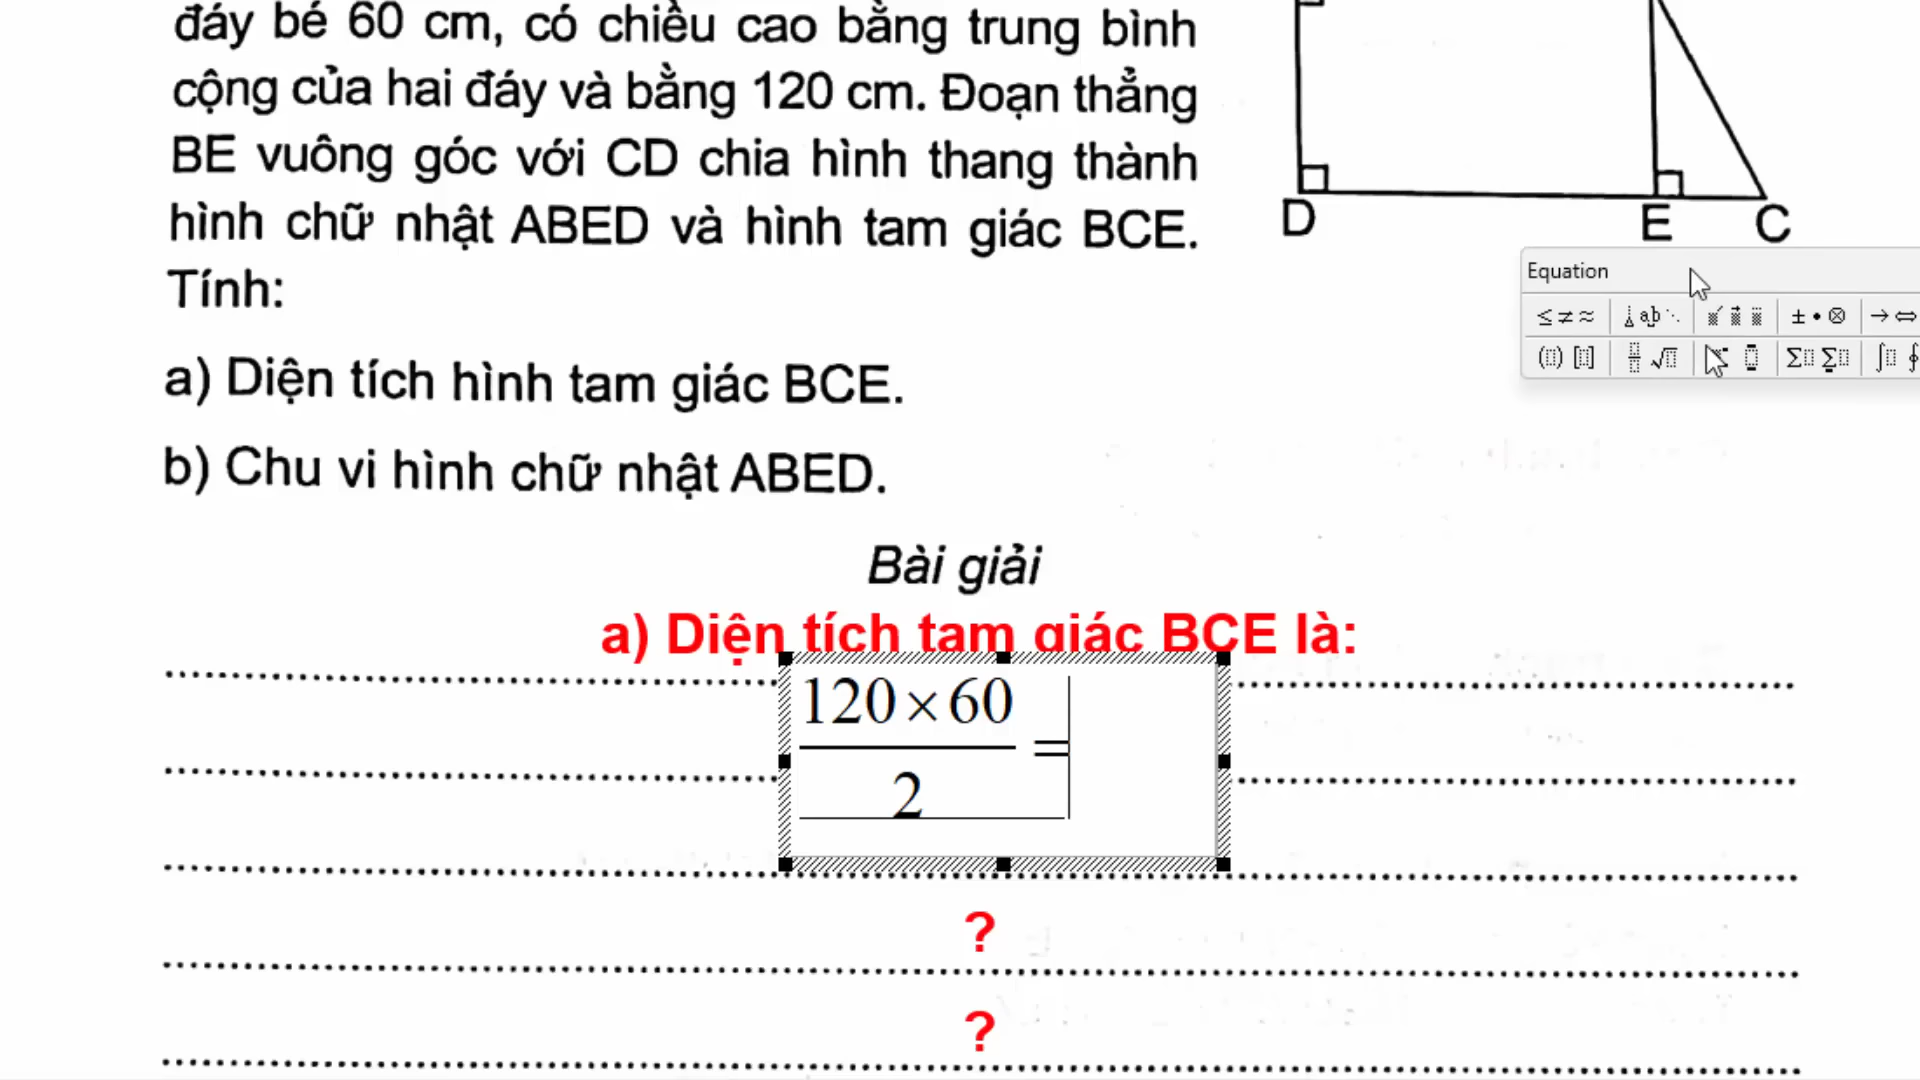 đáy bé 60 cm, có chiều cao bằng trung bình
cộng của hai đáy và bằng 120 cm. Đoạn thẳng
BE vuông góc với CD chia hình thang thành
hình chữ nhật ABED và hình tam giác BCE.
Tính:
D E C
Equation
a) Diện tích hình tam giác BCE.
b) Chu vi hình chữ nhật ABED.
Bài giải
a) Diện tích tam giác BCE là:
120×60
=
2
?
?